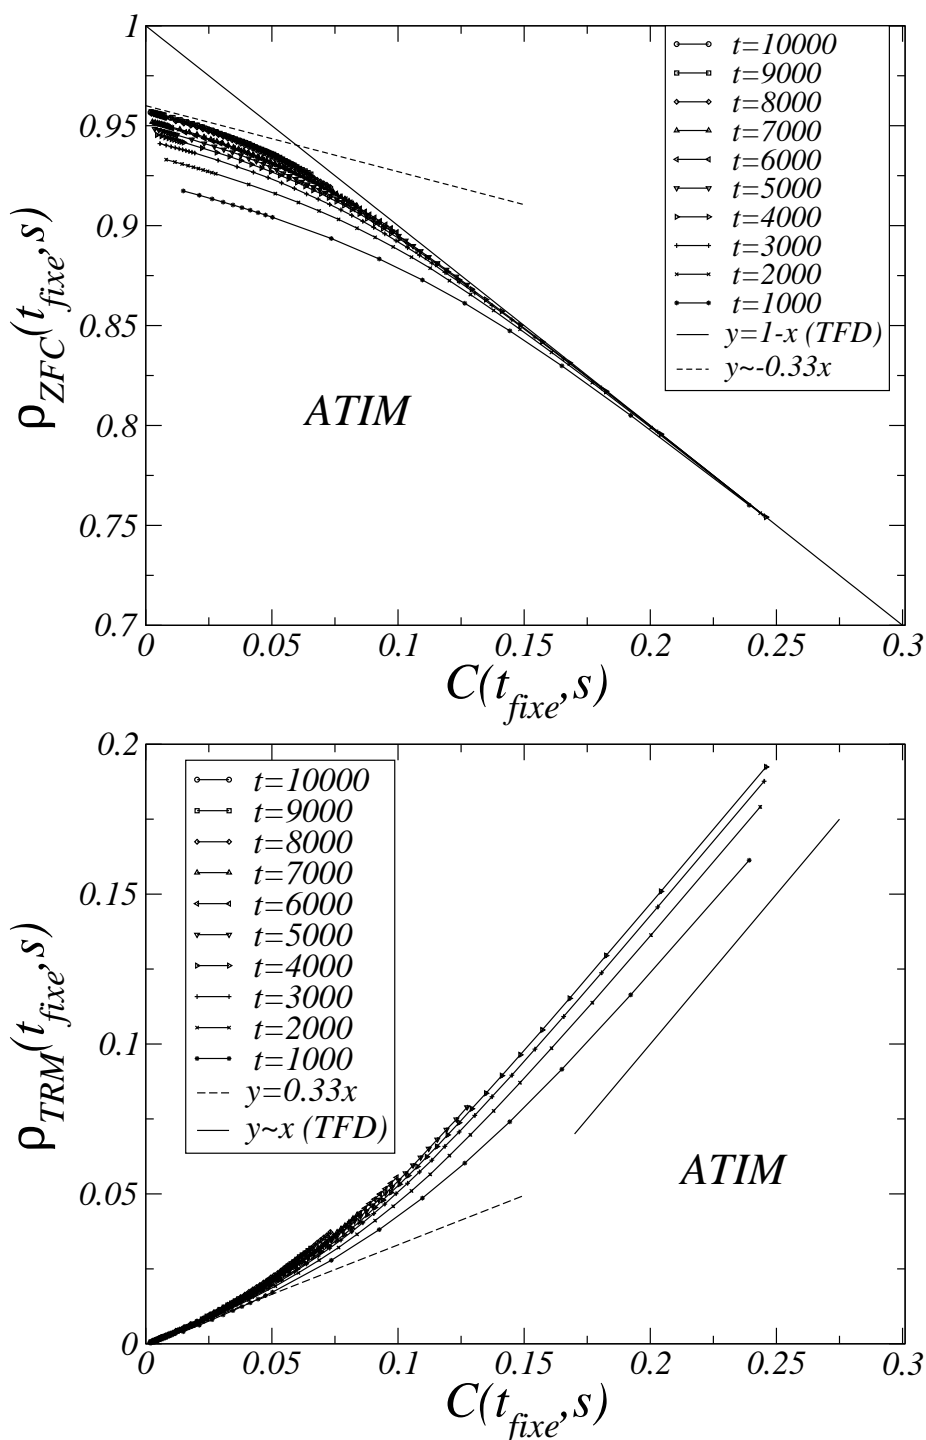 1
0.95
0.9
0.85
0.8
0.75
0.7
ρZFC(tfixe,s)
t=10000
t=9000
t=8000
t=7000
t=6000
t=5000
t=4000
t=3000
t=2000
t=1000
y=1-x (TFD)
y~-0.33x
ATIM
0 0.05 0.1 0.15 0.2 0.25 0.3
C(tfixe,s)
0.2
0.15
0.1
0.05
0
ρTRM(tfixe,s)
t=10000
t=9000
t=8000
t=7000
t=6000
t=5000
t=4000
t=3000
t=2000
t=1000
y=0.33x
y~x (TFD)
ATIM
0 0.05 0.1 0.15 0.2 0.25 0.3
C(tfixe,s)